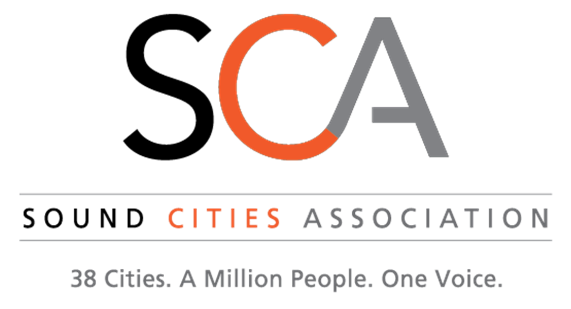 SCA
SOUND CITIES ASSOCIATION
38 Cities. A Million People. One Voice.